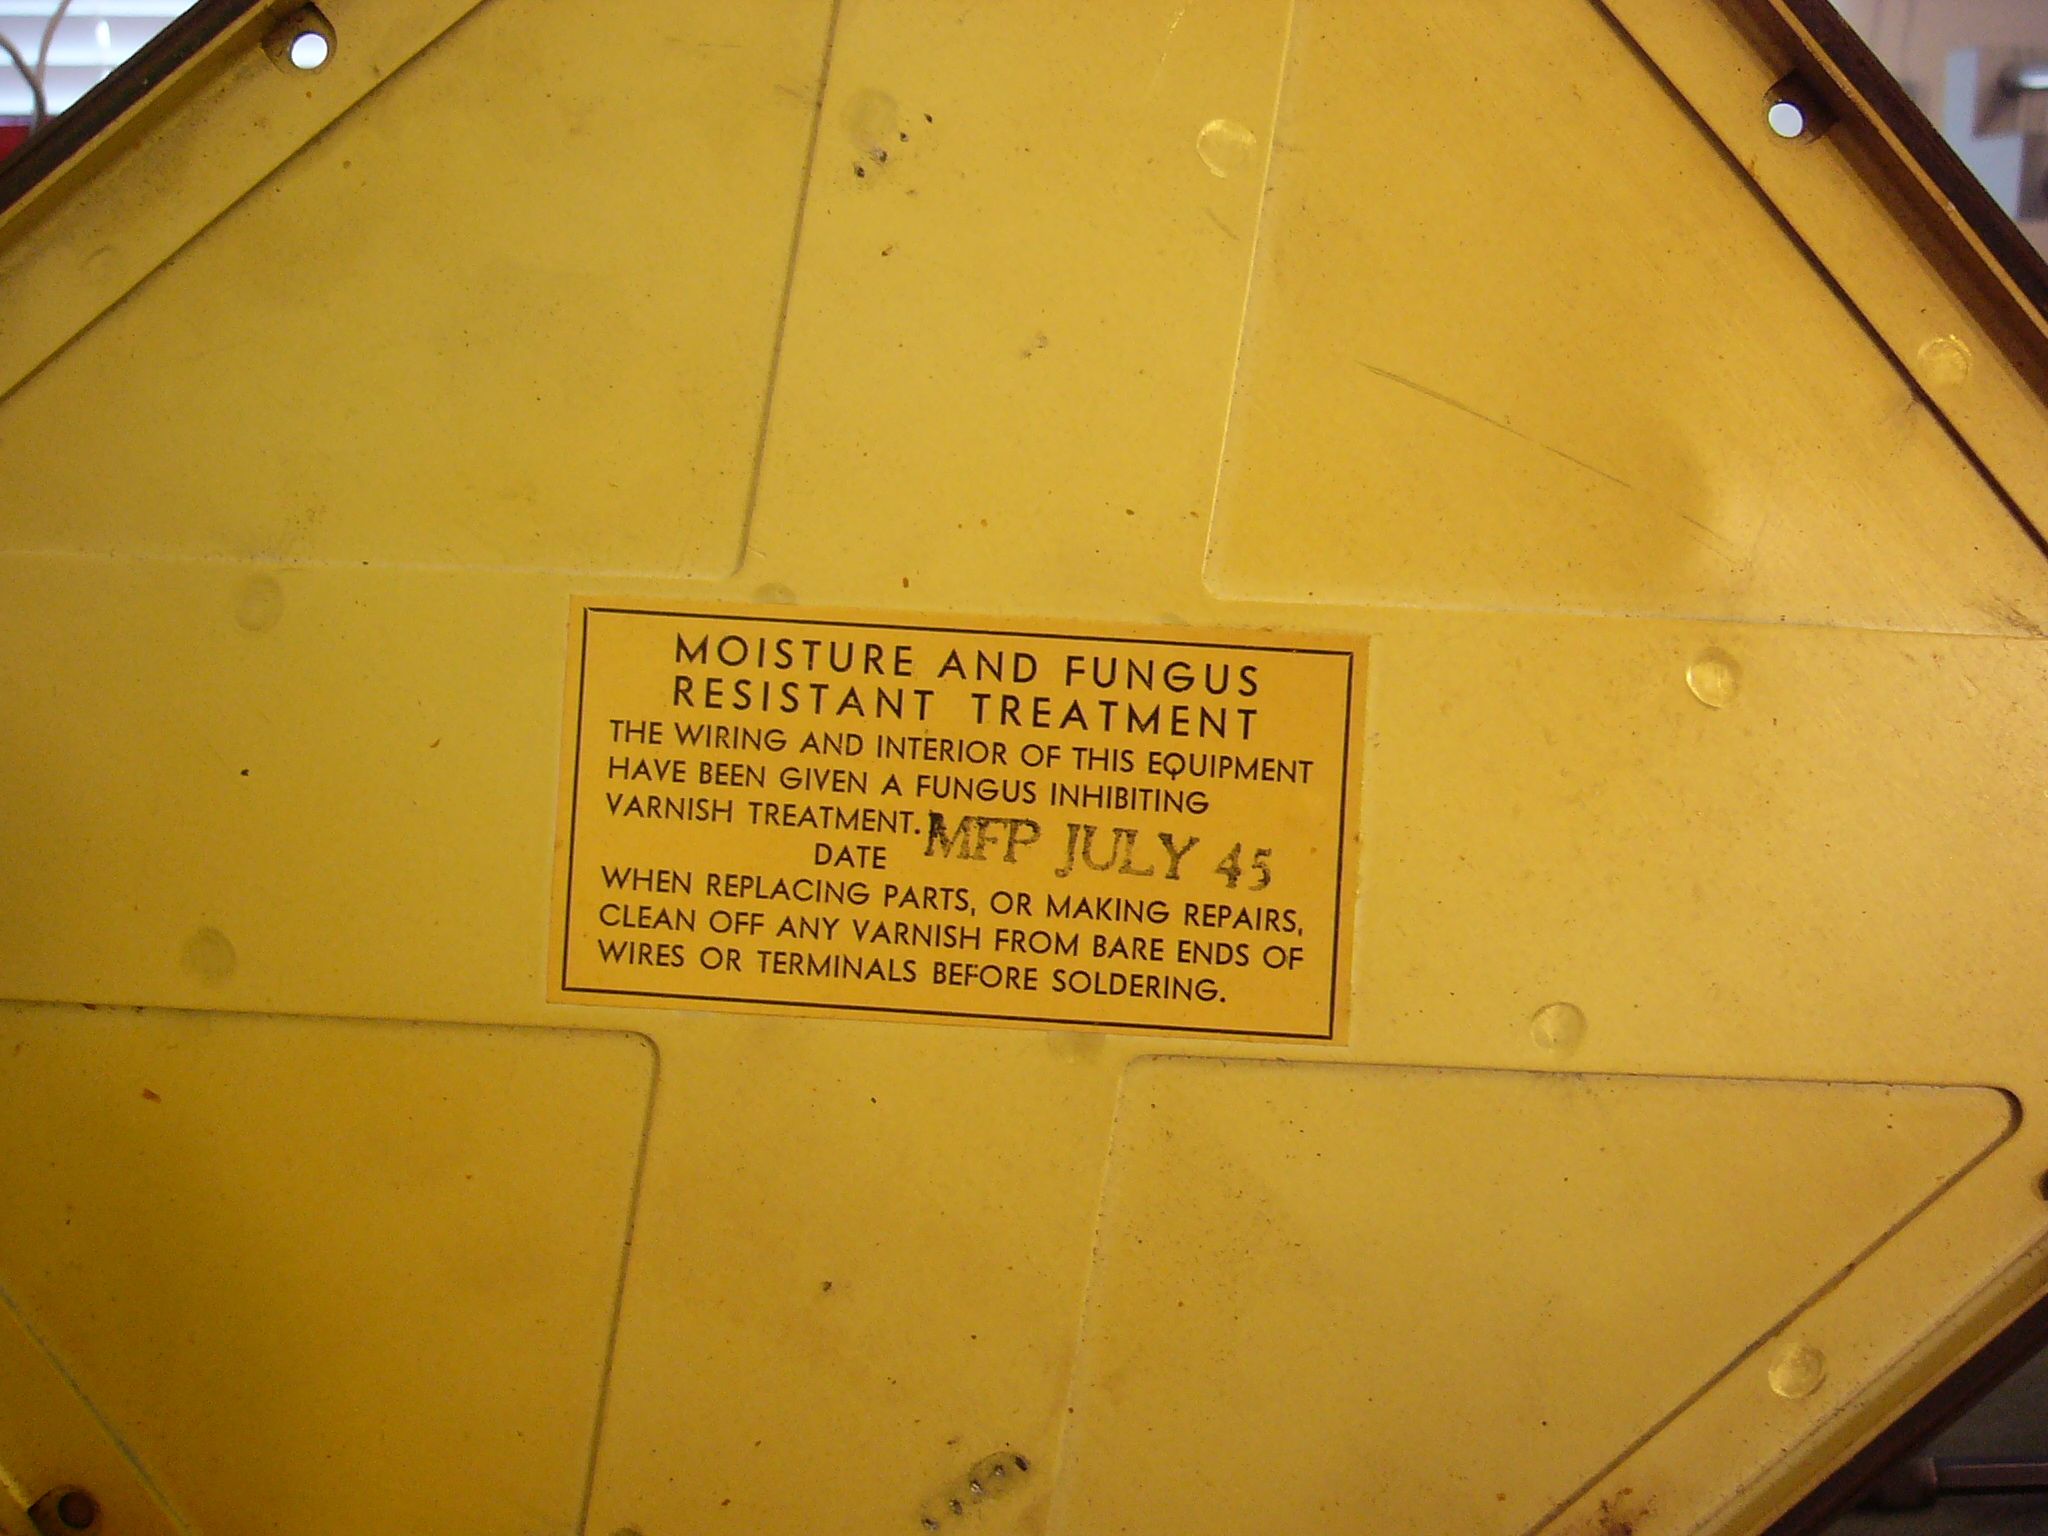 MOISTURE AND FUNGUS
RESISTANT TREATMENT
THE WIRING AND INTERIOR OF THIS EQUIPMENT
HAVE BEEN GIVEN A FUNGUS INHIBITING
VARNISH TREATMENT.
DATE MFP JULY 45
WHEN REPLACING PARTS, OR MAKING REPAIRS,
CLEAN OFF ANY VARNISH FROM BARE ENDS OF
WIRES OR TERMINALS BEFORE SOLDERING.